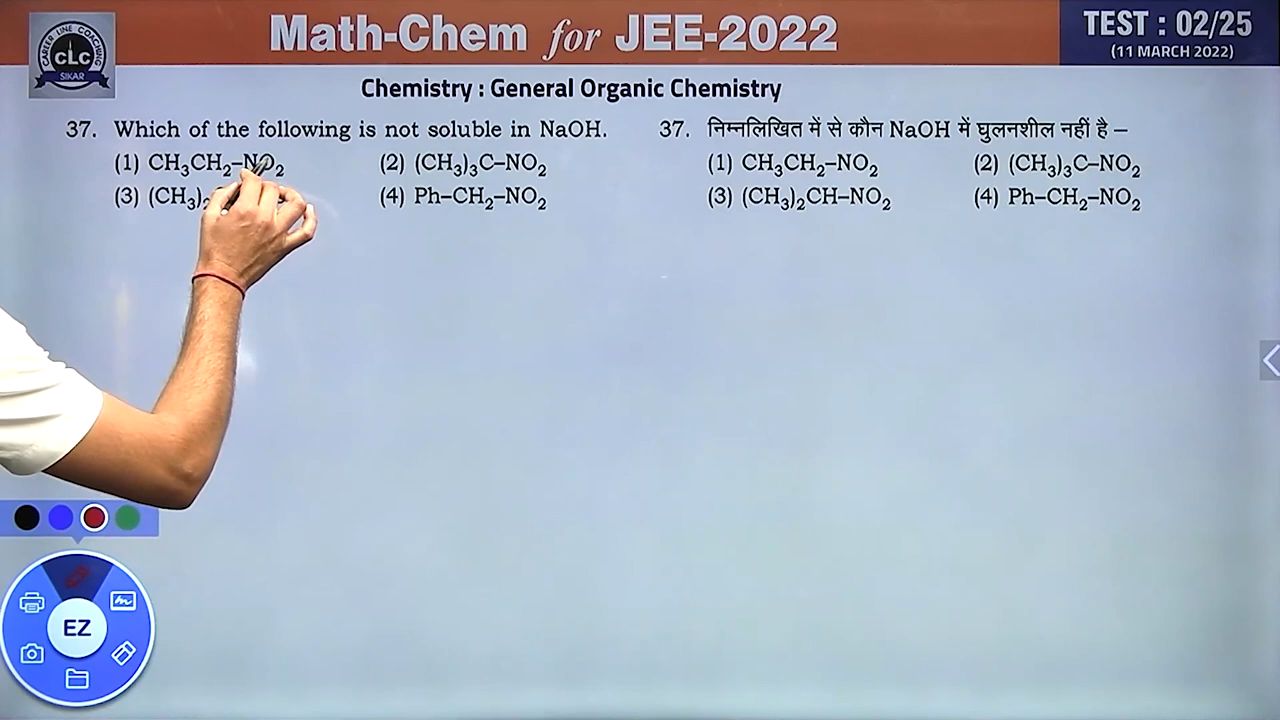 Math-Chem for JEE-2022
TEST : 02/25
(11 MARCH 2022)
CAREER LINE COACHING
CLC
SIKAR
Chemistry : General Organic Chemistry
37. Which of the following is not soluble in NaOH.
(1) CH₃CH₂–NO₂ (2) (CH₃)₃C–NO₂
(3) (CH₃)₂ (4) Ph–CH₂–NO₂
37. निम्नलिखित में से कौन NaOH में घुलनशील नहीं है –
(1) CH₃CH₂–NO₂ (2) (CH₃)₃C–NO₂
(3) (CH₃)₂CH–NO₂ (4) Ph–CH₂–NO₂
EZ